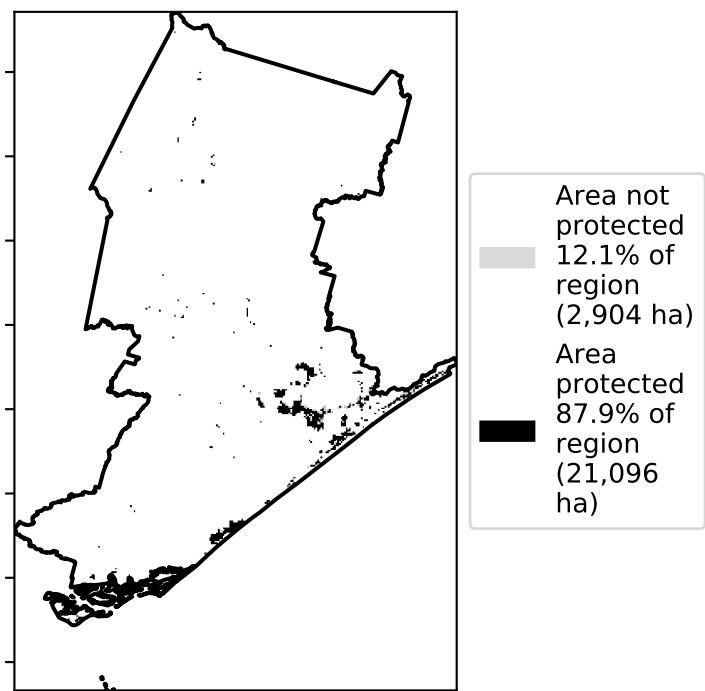 Area not
protected
12.1% of
region
(2,904 ha)
Area
protected
87.9% of
region
(21,096
ha)